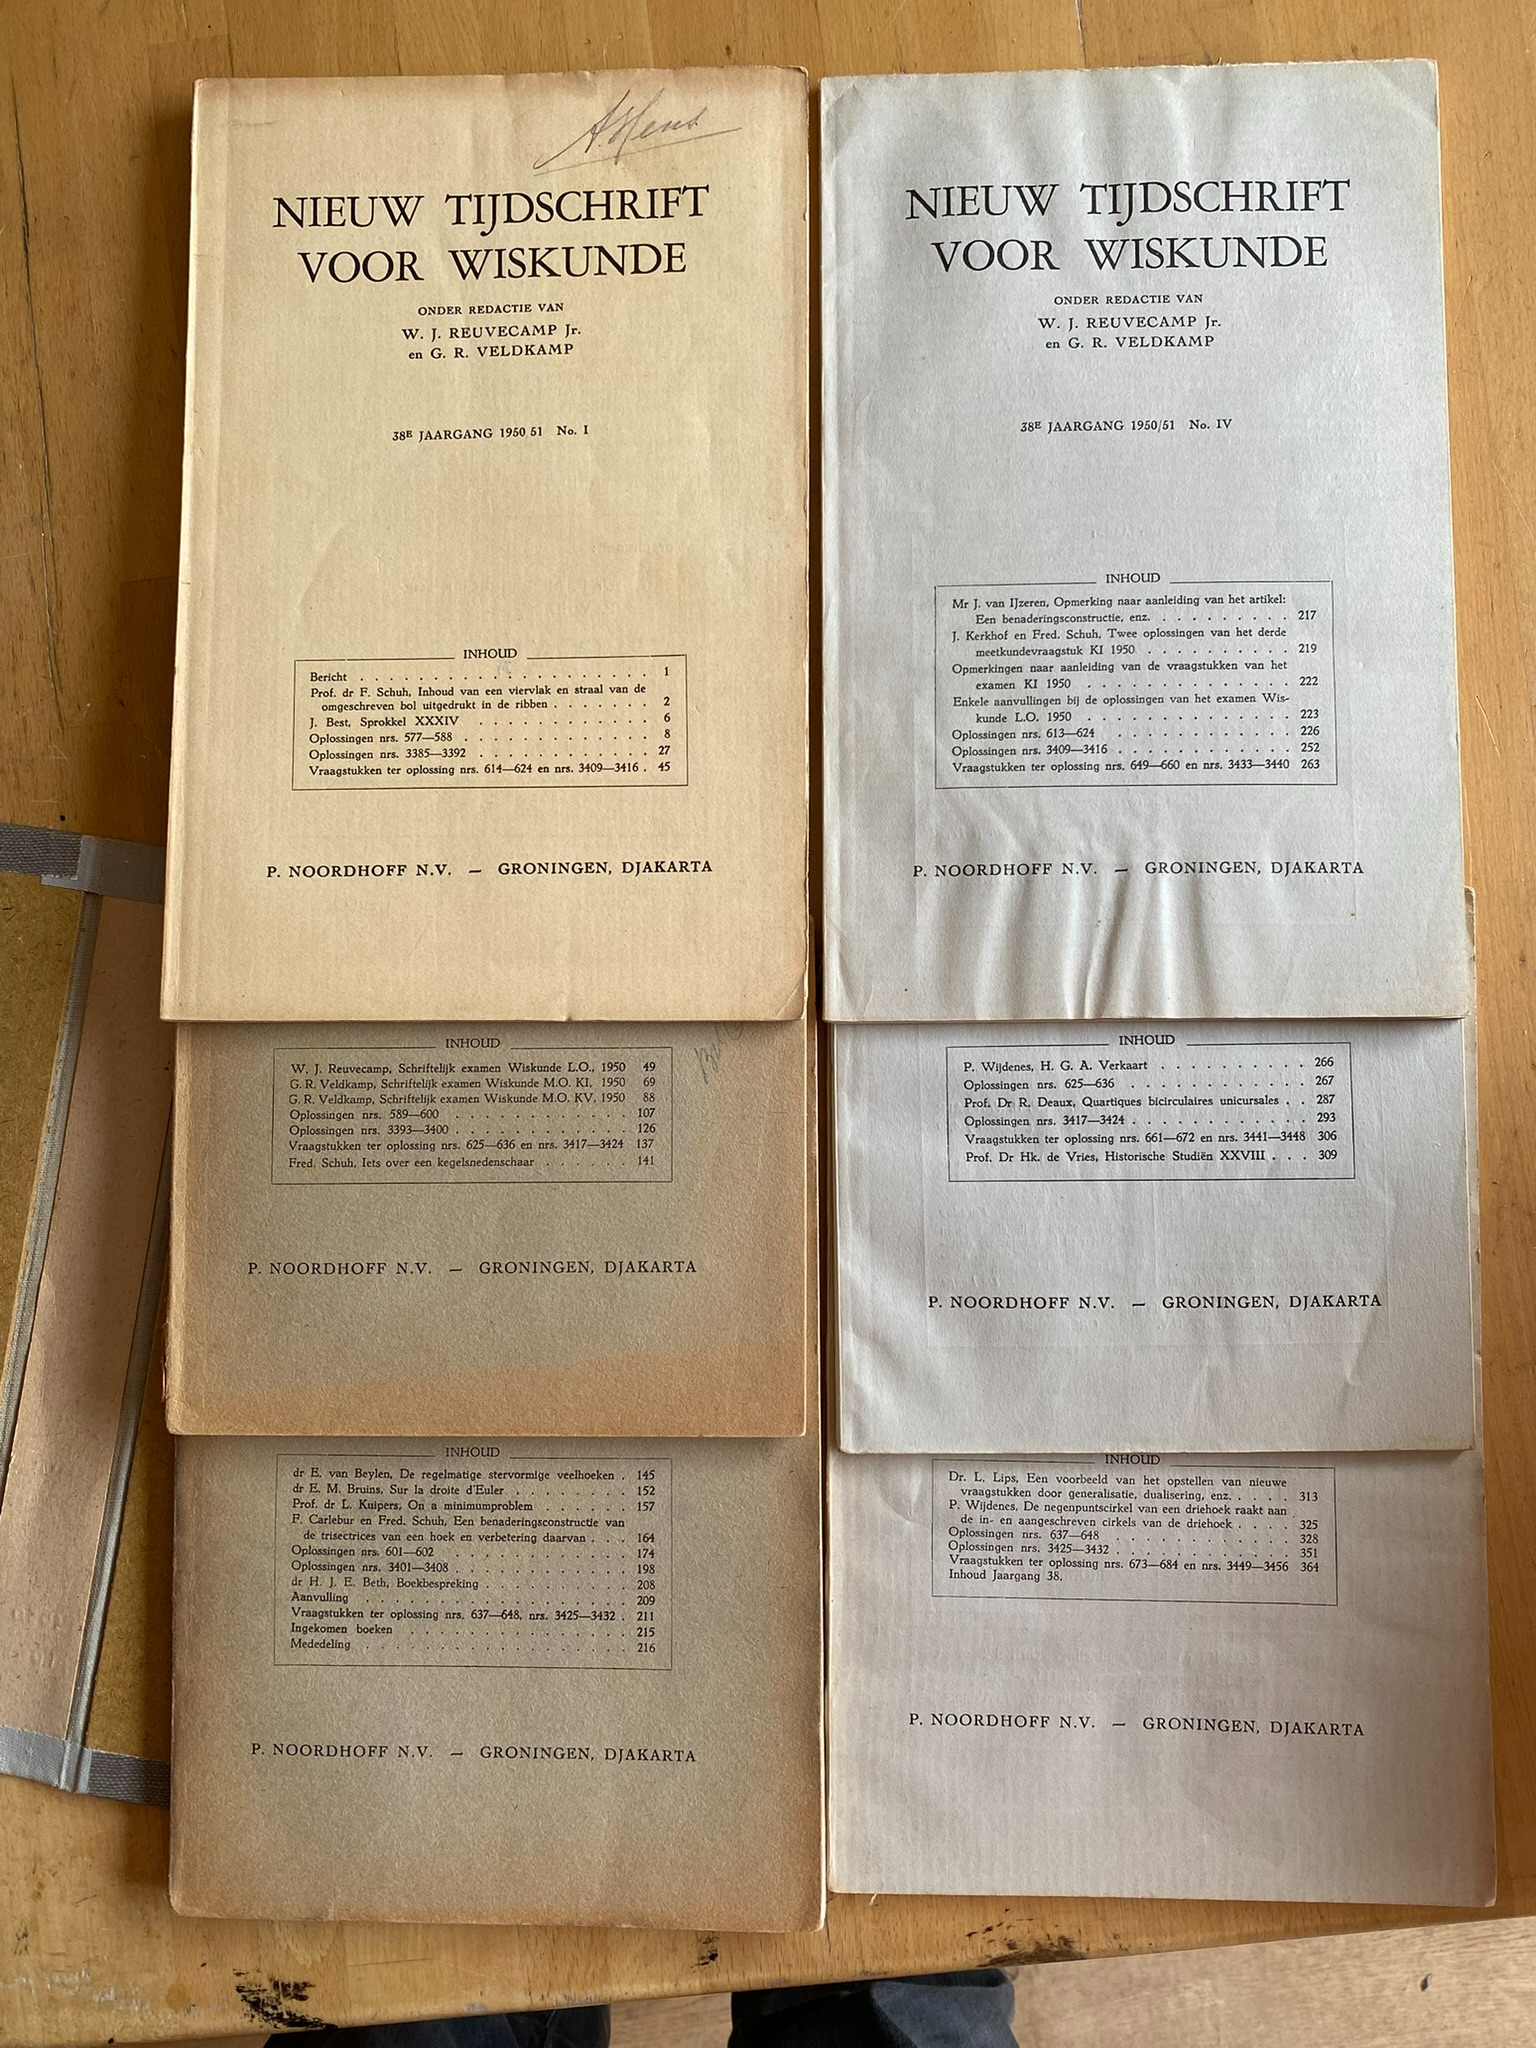 A. Hens
NIEUW TIJDSCHRIFT
VOOR WISKUNDE
ONDER REDACTIE VAN
W. J. REUVECAMP Jr.
en G. R. VELDKAMP
38E JAARGANG 1950/51 No. I
INHOUD
Bericht . . . . . . . . . . . . . . . . . . . 1
Prof. dr F. Schuh, Inhoud van een viervlak en straal van de
omgeschreven bol uitgedrukt in de ribben . . . . . . 2
J. Best, Sprokkel XXXIV . . . . . . . . . . . . 6
Oplossingen nrs. 577—588 . . . . . . . . . . . . . 8
Oplossingen nrs. 3385—3392 . . . . . . . . . . . . 27
Vraagstukken ter oplossing nrs. 614—624 en nrs. 3409—3416 . 45
P. NOORDHOFF N.V. — GRONINGEN, DJAKARTA
INHOUD
W. J. Reuvecamp, Schriftelijk examen Wiskunde L.O., 1950 49
G. R. Veldkamp, Schriftelijk examen Wiskunde M.O. KI, 1950 69
G. R. Veldkamp, Schriftelijk examen Wiskunde M.O. KV, 1950 88
Oplossingen nrs. 589—600 . . . . . . . . . . . . 107
Oplossingen nrs. 3393—3400 . . . . . . . . . . . . 126
Vraagstukken ter oplossing nrs. 625—636 en nrs. 3417—3424 137
Fred. Schuh, Iets over een kegelsnedenschaar . . . . . . 141
P. NOORDHOFF N.V. — GRONINGEN, DJAKARTA
INHOUD
dr E. van Beylen, De regelmatige stervormige veelhoeken . 145
dr E. M. Bruins, Sur la droite d'Euler . . . . . . . . . 152
Prof. dr L. Kuipers, On a minimumproblem . . . . . . 157
F. Carlebur en Fred. Schuh, Een benaderingsconstructie van
de trisectrices van een hoek en verbetering daarvan . . . 164
Oplossingen nrs. 601—602 . . . . . . . . . . . . 174
Oplossingen nrs. 3401—3408 . . . . . . . . . . . . 198
dr H. J. E. Beth, Boekbespreking . . . . . . . . . . 208
Aanvulling . . . . . . . . . . . . . . . . . . 209
Vraagstukken ter oplossing nrs. 637—648, nrs. 3425—3432 . 211
Ingekomen boeken . . . . . . . . . . . . . . . 215
Mededeling . . . . . . . . . . . . . . . . . . 216
P. NOORDHOFF N.V. — GRONINGEN, DJAKARTA
NIEUW TIJDSCHRIFT
VOOR WISKUNDE
ONDER REDACTIE VAN
W. J. REUVECAMP Jr.
en G. R. VELDKAMP
38E JAARGANG 1950/51 No. IV
INHOUD
Mr J. van IJzeren, Opmerking naar aanleiding van het artikel:
Een benaderingsconstructie, enz. . . . . . . . . . 217
J. Kerkhof en Fred. Schuh, Twee oplossingen van het derde
meetkundevraagstuk KI 1950 . . . . . . . . . . 219
Opmerkingen naar aanleiding van de vraagstukken van het
examen KI 1950 . . . . . . . . . . . . . . 222
Enkele aanvullingen bij de oplossingen van het examen Wis-
kunde L.O. 1950 . . . . . . . . . . . . . . 223
Oplossingen nrs. 613—624 . . . . . . . . . . . . 226
Oplossingen nrs. 3409—3416 . . . . . . . . . . . . 252
Vraagstukken ter oplossing nrs. 649—660 en nrs. 3433—3440 263
P. NOORDHOFF N.V. — GRONINGEN, DJAKARTA
INHOUD
P. Wijdenes, H. G. A. Verkaart . . . . . . . . . . 266
Oplossingen nrs. 625—636 . . . . . . . . . . . . 267
Prof. Dr R. Deaux, Quartiques bicirculaires unicursales . . 287
Oplossingen nrs. 3417—3424 . . . . . . . . . . . . 293
Vraagstukken ter oplossing nrs. 661—672 en nrs. 3441—3448 306
Prof. Dr Hk. de Vries, Historische Studiën XXVIII . . . 309
P. NOORDHOFF N.V. — GRONINGEN, DJAKARTA
INHOUD
Dr. L. Lips, Een voorbeeld van het opstellen van nieuwe
vraagstukken door generalisatie, dualisering, enz. . . . . 313
P. Wijdenes, De negenpuntscirkel van een driehoek raakt aan
de in- en aangeschreven cirkels van de driehoek . . . . 325
Oplossingen nrs. 637—648 . . . . . . . . . . . . 328
Oplossingen nrs. 3425—3432 . . . . . . . . . . . . 351
Vraagstukken ter oplossing nrs. 673—684 en nrs. 3449—3456 364
Inhoud Jaargang 38.
P. NOORDHOFF N.V. — GRONINGEN, DJAKARTA